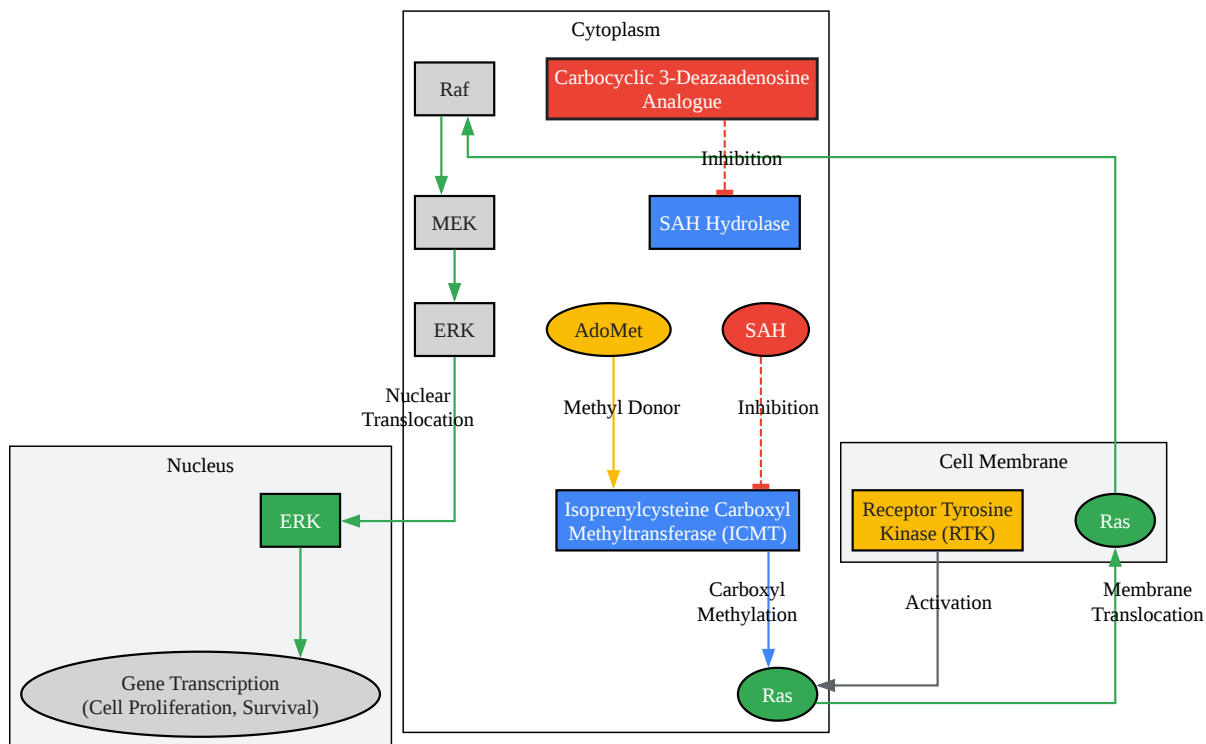 Cytoplasm
Raf
Carbocyclic 3-Deazaadenosine
Analogue
Inhibition
MEK
SAH Hydrolase
ERK
AdoMet
SAH
Nuclear
Translocation
Methyl Donor
Inhibition
Nucleus
Cell Membrane
ERK
Isoprenylcysteine Carboxyl
Methyltransferase (ICMT)
Receptor Tyrosine
Kinase (RTK)
Ras
Carboxyl
Methylation
Activation
Membrane
Translocation
Gene Transcription
(Cell Proliferation, Survival)
Ras